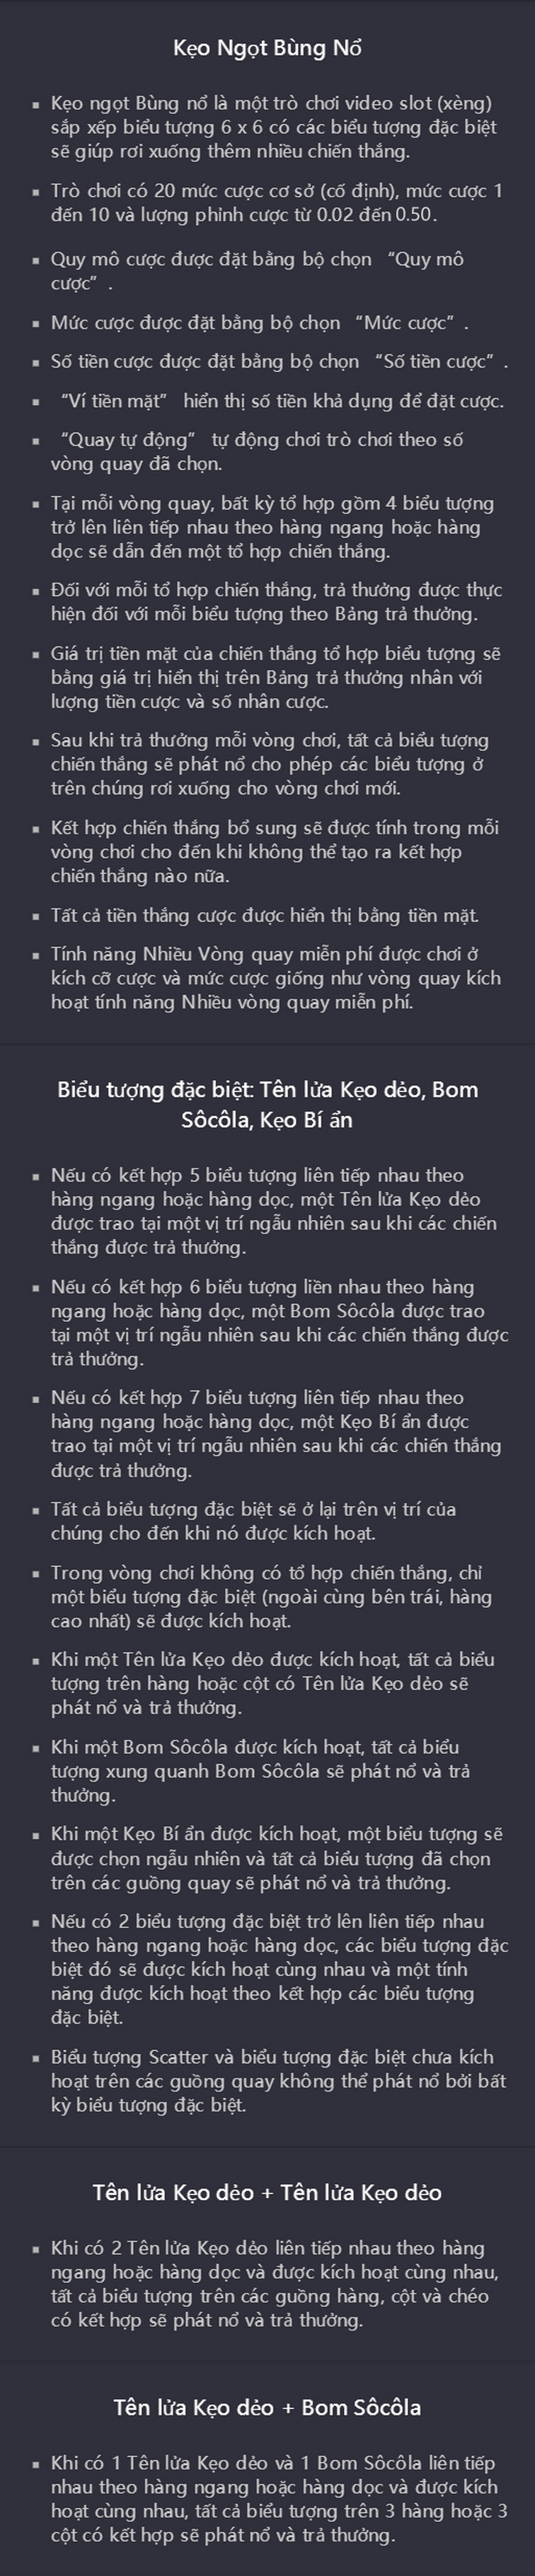 Kẹo Ngọt Bùng Nổ
▪ Kẹo ngọt Bùng nổ là một trò chơi video slot (xèng)
sắp xếp biểu tượng 6 x 6 có các biểu tượng đặc biệt
sẽ giúp rơi xuống thêm nhiều chiến thắng.
▪ Trò chơi có 20 mức cược cơ sở (cố định), mức cược 1
đến 10 và lượng phỉnh cược từ 0.02 đến 0.50.
▪ Quy mô cược được đặt bằng bộ chọn “Quy mô
cược” .
▪ Mức cược được đặt bằng bộ chọn “Mức cược” .
▪ Số tiền cược được đặt bằng bộ chọn “Số tiền cược” .
▪ “Ví tiền mặt” hiển thị số tiền khả dụng để đặt cược.
▪ “Quay tự động” tự động chơi trò chơi theo số
vòng quay đã chọn.
▪ Tại mỗi vòng quay, bất kỳ tổ hợp gồm 4 biểu tượng
trở lên liên tiếp nhau theo hàng ngang hoặc hàng
dọc sẽ dẫn đến một tổ hợp chiến thắng.
▪ Đối với mỗi tổ hợp chiến thắng, trả thưởng được thực
hiện đối với mỗi biểu tượng theo Bảng trả thưởng.
▪ Giá trị tiền mặt của chiến thắng tổ hợp biểu tượng sẽ
bằng giá trị hiển thị trên Bảng trả thưởng nhân với
lượng tiền cược và số nhân cược.
▪ Sau khi trả thưởng mỗi vòng chơi, tất cả biểu tượng
chiến thắng sẽ phát nổ cho phép các biểu tượng ở
trên chúng rơi xuống cho vòng chơi mới.
▪ Kết hợp chiến thắng bổ sung sẽ được tính trong mỗi
vòng chơi cho đến khi không thể tạo ra kết hợp
chiến thắng nào nữa.
▪ Tất cả tiền thắng cược được hiển thị bằng tiền mặt.
▪ Tính năng Nhiều Vòng quay miễn phí được chơi ở
kích cỡ cược và mức cược giống như vòng quay kích
hoạt tính năng Nhiều vòng quay miễn phí.
Biểu tượng đặc biệt: Tên lửa Kẹo dẻo, Bom
Sôcôla, Kẹo Bí ẩn
▪ Nếu có kết hợp 5 biểu tượng liên tiếp nhau theo
hàng ngang hoặc hàng dọc, một Tên lửa Kẹo dẻo
được trao tại một vị trí ngẫu nhiên sau khi các chiến
thắng được trả thưởng.
▪ Nếu có kết hợp 6 biểu tượng liền nhau theo hàng
ngang hoặc hàng dọc, một Bom Sôcôla được trao
tại một vị trí ngẫu nhiên sau khi các chiến thắng được
trả thưởng.
▪ Nếu có kết hợp 7 biểu tượng liên tiếp nhau theo
hàng ngang hoặc hàng dọc, một Kẹo Bí ẩn được
trao tại một vị trí ngẫu nhiên sau khi các chiến thắng
được trả thưởng.
▪ Tất cả biểu tượng đặc biệt sẽ ở lại trên vị trí của
chúng cho đến khi nó được kích hoạt.
▪ Trong vòng chơi không có tổ hợp chiến thắng, chỉ
một biểu tượng đặc biệt (ngoài cùng bên trái, hàng
cao nhất) sẽ được kích hoạt.
▪ Khi một Tên lửa Kẹo dẻo được kích hoạt, tất cả biểu
tượng trên hàng hoặc cột có Tên lửa Kẹo dẻo sẽ
phát nổ và trả thưởng.
▪ Khi một Bom Sôcôla được kích hoạt, tất cả biểu
tượng xung quanh Bom Sôcôla sẽ phát nổ và trả
thưởng.
▪ Khi một Kẹo Bí ẩn được kích hoạt, một biểu tượng sẽ
được chọn ngẫu nhiên và tất cả biểu tượng đã chọn
trên các guồng quay sẽ phát nổ và trả thưởng.
▪ Nếu có 2 biểu tượng đặc biệt trở lên liên tiếp nhau
theo hàng ngang hoặc hàng dọc, các biểu tượng đặc
biệt đó sẽ được kích hoạt cùng nhau và một tính
năng được kích hoạt theo kết hợp các biểu tượng
đặc biệt.
▪ Biểu tượng Scatter và biểu tượng đặc biệt chưa kích
hoạt trên các guồng quay không thể phát nổ bởi bất
kỳ biểu tượng đặc biệt.
Tên lửa Kẹo dẻo + Tên lửa Kẹo dẻo
▪ Khi có 2 Tên lửa Kẹo dẻo liên tiếp nhau theo hàng
ngang hoặc hàng dọc và được kích hoạt cùng nhau,
tất cả biểu tượng trên các guồng hàng, cột và chéo
có kết hợp sẽ phát nổ và trả thưởng.
Tên lửa Kẹo dẻo + Bom Sôcôla
▪ Khi có 1 Tên lửa Kẹo dẻo và 1 Bom Sôcôla liên tiếp
nhau theo hàng ngang hoặc hàng dọc và được kích
hoạt cùng nhau, tất cả biểu tượng trên 3 hàng hoặc 3
cột có kết hợp sẽ phát nổ và trả thưởng.